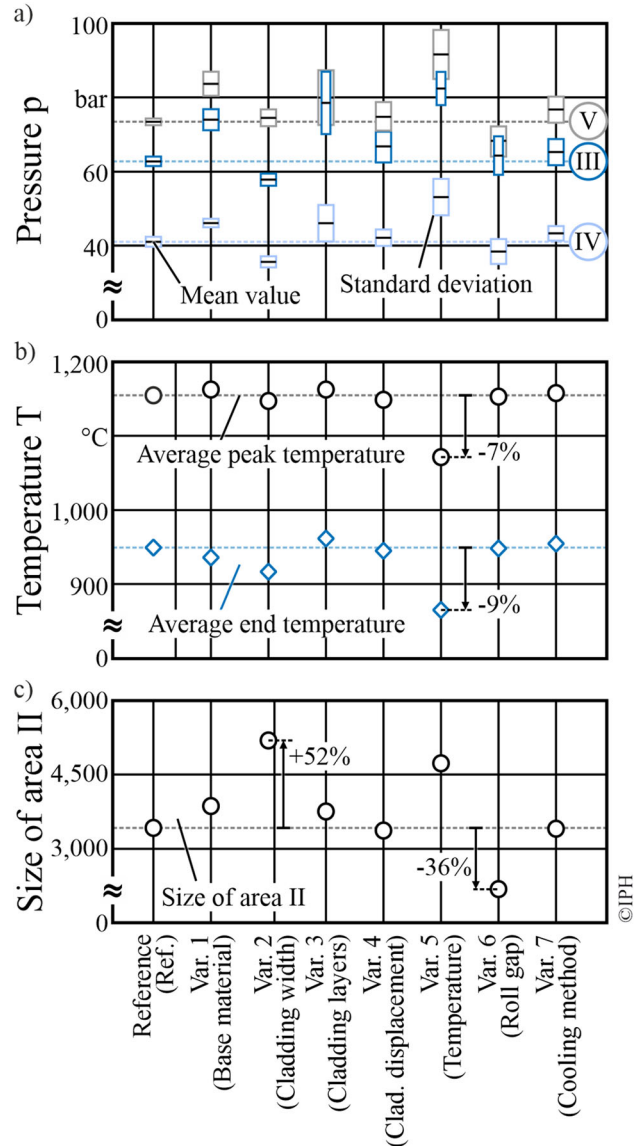 a)
Pressure p
100
bar
60
40
≈
0
V
III
IV
Mean value
Standard deviation
b)
Temperature T
1,200
°C
1,000
900
≈
0
Average peak temperature
-7%
Average end temperature
-9%
c)
Size of area II
6,000
4,500
3,000
≈
0
+52%
-36%
Size of area II
©IPH
Reference
(Ref.)
Var. 1
(Base material)
Var. 2
(Cladding width)
Var. 3
(Cladding layers)
Var. 4
(Clad. displacement)
Var. 5
(Temperature)
Var. 6
(Roll gap)
Var. 7
(Cooling method)